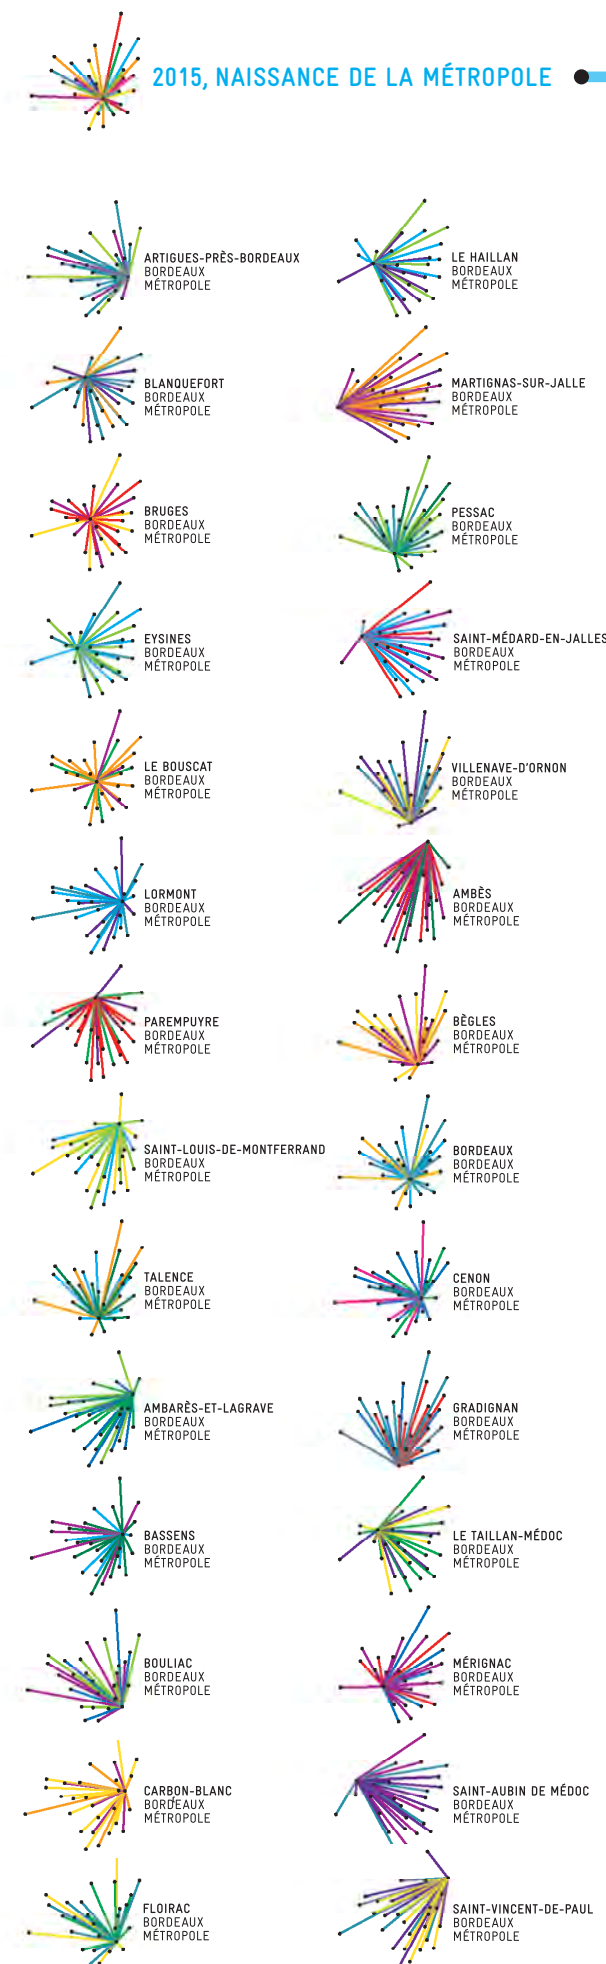 2015, NAISSANCE DE LA MÉTROPOLE
ARTIGUES-PRÈS-BORDEAUX
BORDEAUX
MÉTROPOLE
LE HAILLAN
BORDEAUX
MÉTROPOLE
BLANQUEFORT
BORDEAUX
MÉTROPOLE
MARTIGNAS-SUR-JALLE
BORDEAUX
MÉTROPOLE
BRUGES
BORDEAUX
MÉTROPOLE
PESSAC
BORDEAUX
MÉTROPOLE
EYSINES
BORDEAUX
MÉTROPOLE
SAINT-MÉDARD-EN-JALLES
BORDEAUX
MÉTROPOLE
LE BOUSCAT
BORDEAUX
MÉTROPOLE
VILLENAVE-D'ORNON
BORDEAUX
MÉTROPOLE
LORMONT
BORDEAUX
MÉTROPOLE
AMBÈS
BORDEAUX
MÉTROPOLE
PAREMPUYRE
BORDEAUX
MÉTROPOLE
BÈGLES
BORDEAUX
MÉTROPOLE
SAINT-LOUIS-DE-MONTFERRAND
BORDEAUX
MÉTROPOLE
BORDEAUX
BORDEAUX
MÉTROPOLE
TALENCE
BORDEAUX
MÉTROPOLE
CENON
BORDEAUX
MÉTROPOLE
AMBARÈS-ET-LAGRAVE
BORDEAUX
MÉTROPOLE
GRADIGNAN
BORDEAUX
MÉTROPOLE
BASSENS
BORDEAUX
MÉTROPOLE
LE TAILLAN-MÉDOC
BORDEAUX
MÉTROPOLE
BOULIAC
BORDEAUX
MÉTROPOLE
MÉRIGNAC
BORDEAUX
MÉTROPOLE
CARBON-BLANC
BORDEAUX
MÉTROPOLE
SAINT-AUBIN DE MÉDOC
BORDEAUX
MÉTROPOLE
FLOIRAC
BORDEAUX
MÉTROPOLE
SAINT-VINCENT-DE-PAUL
BORDEAUX
MÉTROPOLE